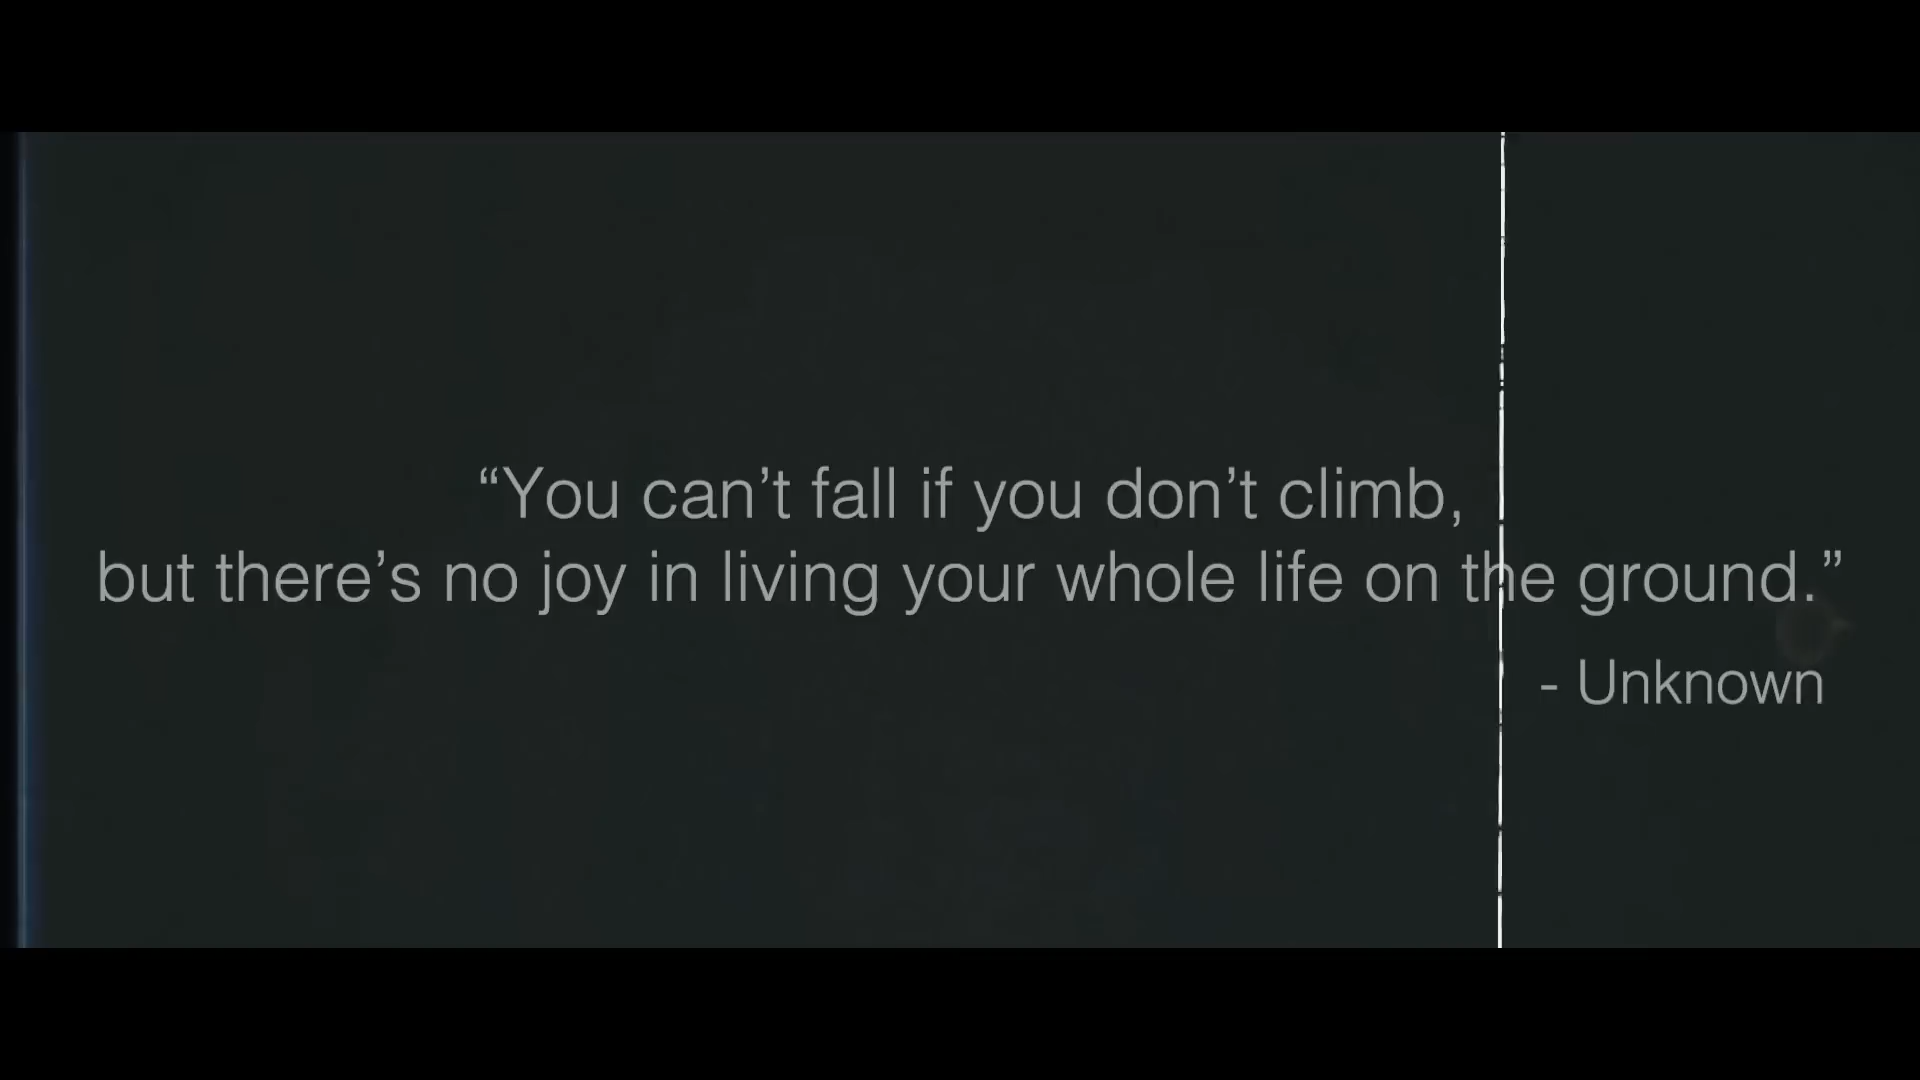 “You can’t fall if you don’t climb,
but there’s no joy in living your whole life on the ground.”
- Unknown